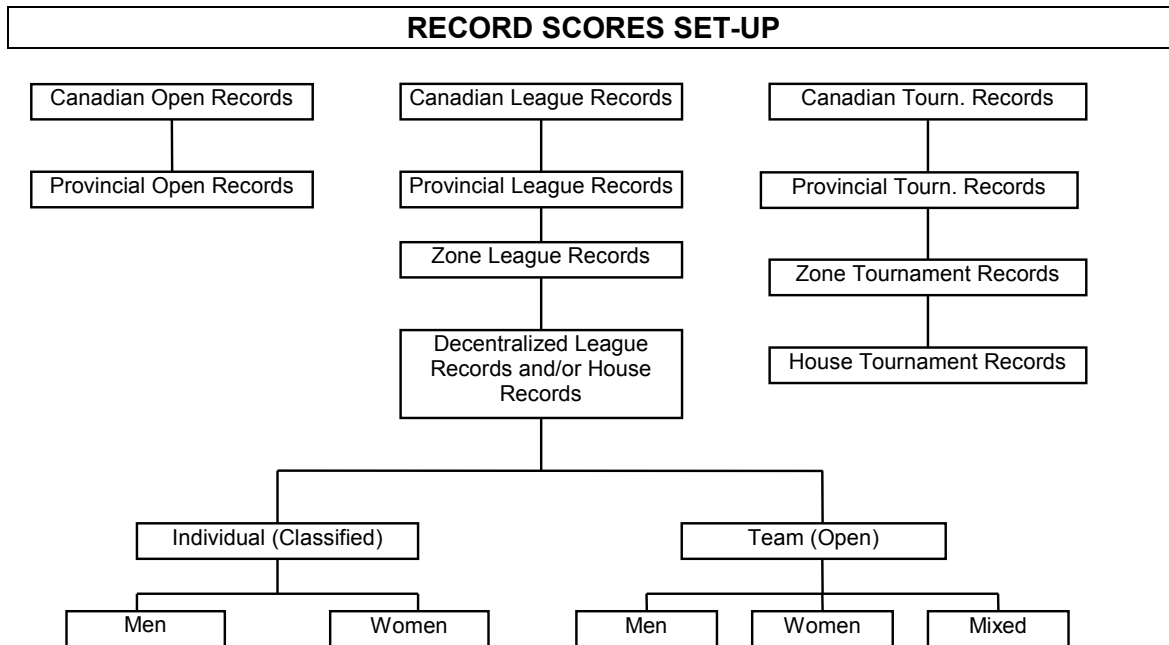 RECORD SCORES SET-UP
Canadian Open Records
Canadian League Records
Canadian Tourn. Records
Provincial Open Records
Provincial League Records
Provincial Tourn. Records
Zone League Records
Zone Tournament Records
Decentralized League
Records and/or House
Records
House Tournament Records
Individual (Classified)
Team (Open)
Men
Women
Men
Women
Mixed